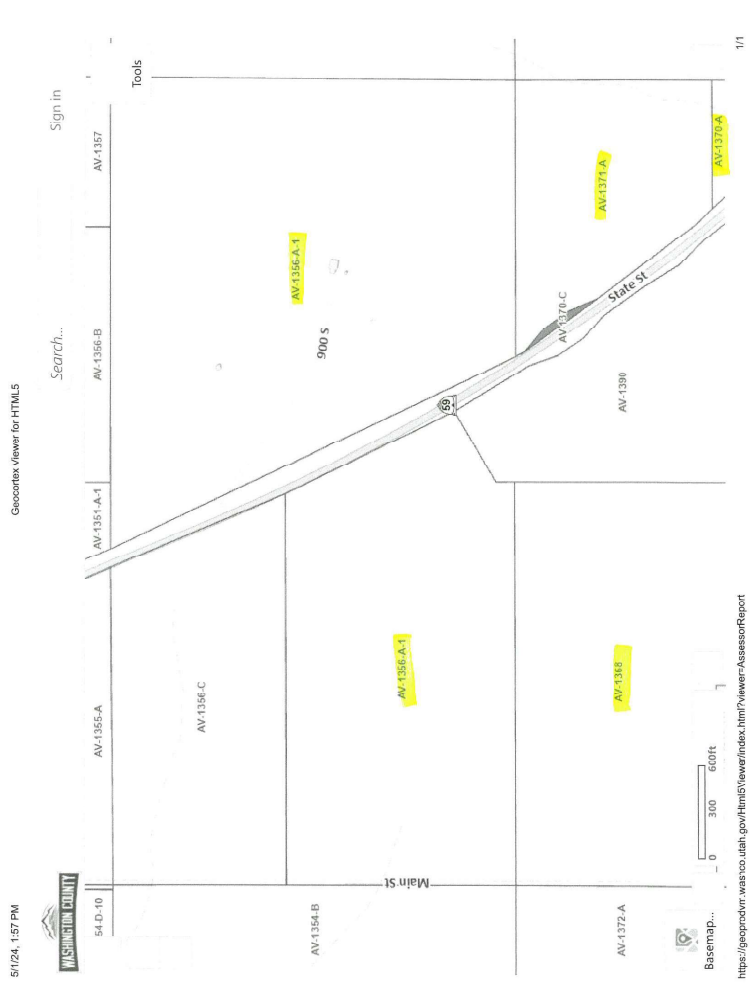 5/1/24, 1:57 PM
Geocortex Viewer for HTML5
WASHINGTON COUNTY
Search...
Sign in
54-D-10
AV-1355-A
AV-1351-A-1
AV-1356-B
AV-1357
Tools
AV-1356-C
AV-1354-B
AV-1356-A-1
900 S
AV-1356-A-1
Main St
59
AV-1372-A
AV-1368
AV-1390
AV-1370-C
State St
AV-1371-A
AV-1370-A
0 300 600ft
Basemap...
https://geoprodvm.washco.utah.gov/Html5Viewer/index.html?viewer=AssessorReport
1/1